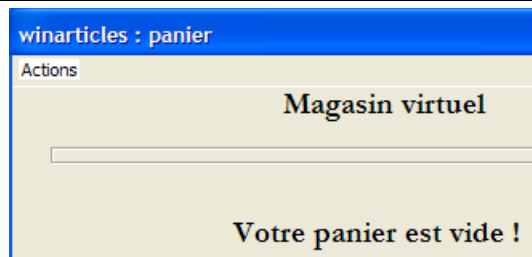 winarticles : panier
Actions
Magasin virtuel
Votre panier est vide !